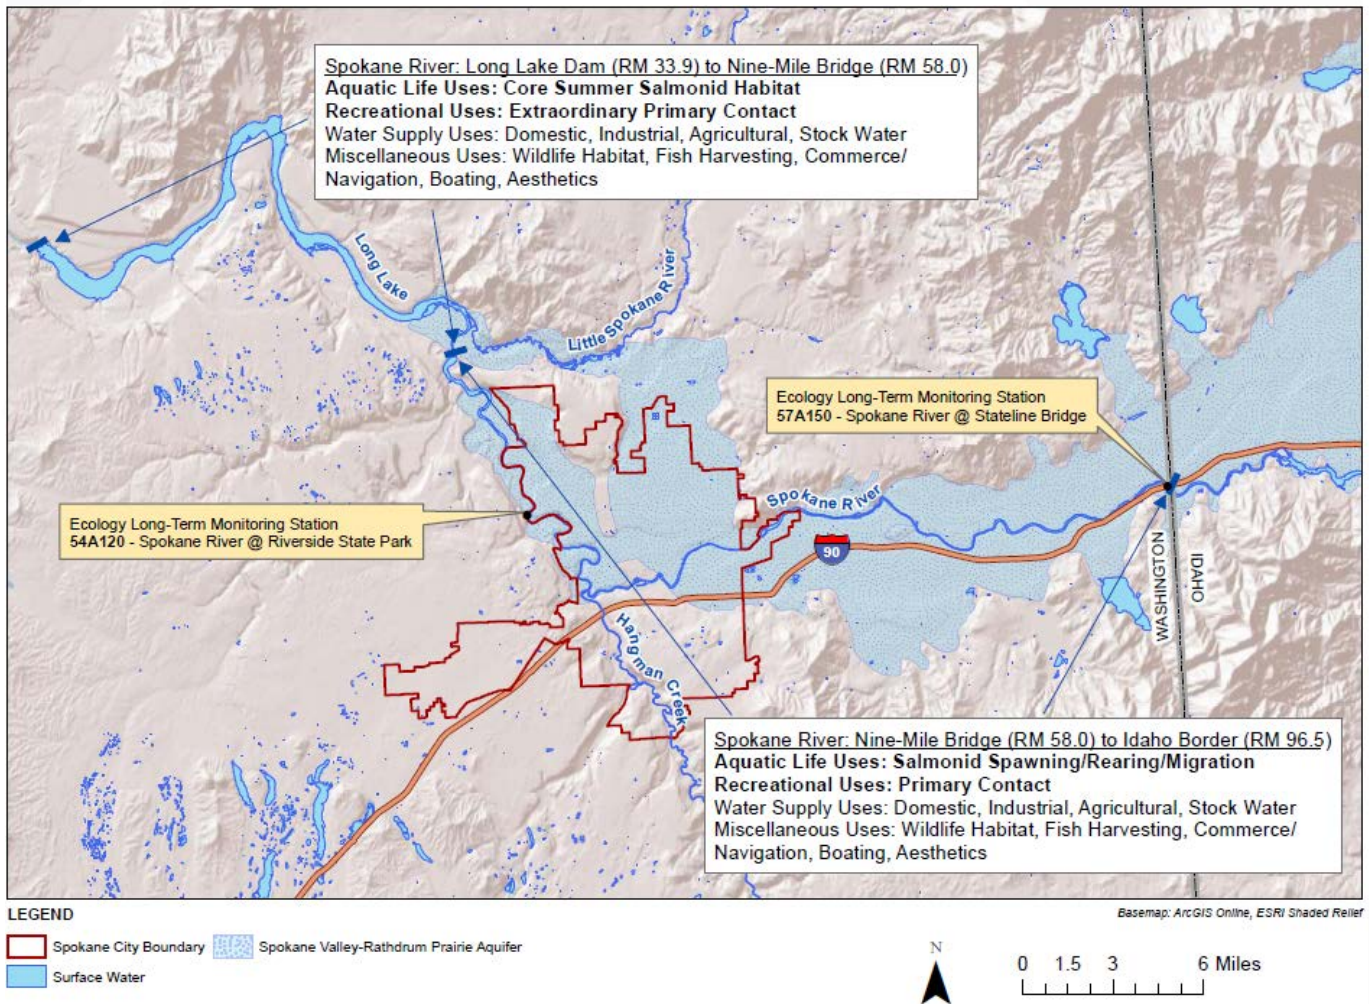 Spokane River: Long Lake Dam (RM 33.9) to Nine-Mile Bridge (RM 58.0)
Aquatic Life Uses: Core Summer Salmonid Habitat
Recreational Uses: Extraordinary Primary Contact
Water Supply Uses: Domestic, Industrial, Agricultural, Stock Water
Miscellaneous Uses: Wildlife Habitat, Fish Harvesting, Commerce/
Navigation, Boating, Aesthetics
Long Lake
Little Spokane River
Ecology Long-Term Monitoring Station
57A150 - Spokane River @ Stateline Bridge
Spokane River
Ecology Long-Term Monitoring Station
54A120 - Spokane River @ Riverside State Park
90
WASHINGTON
IDAHO
Hangman Creek
Spokane River: Nine-Mile Bridge (RM 58.0) to Idaho Border (RM 96.5)
Aquatic Life Uses: Salmonid Spawning/Rearing/Migration
Recreational Uses: Primary Contact
Water Supply Uses: Domestic, Industrial, Agricultural, Stock Water
Miscellaneous Uses: Wildlife Habitat, Fish Harvesting, Commerce/
Navigation, Boating, Aesthetics
LEGEND
Basemap: ArcGIS Online, ESRI Shaded Relief
Spokane City Boundary
Spokane Valley-Rathdrum Prairie Aquifer
Surface Water
N
0 1.5 3 6 Miles